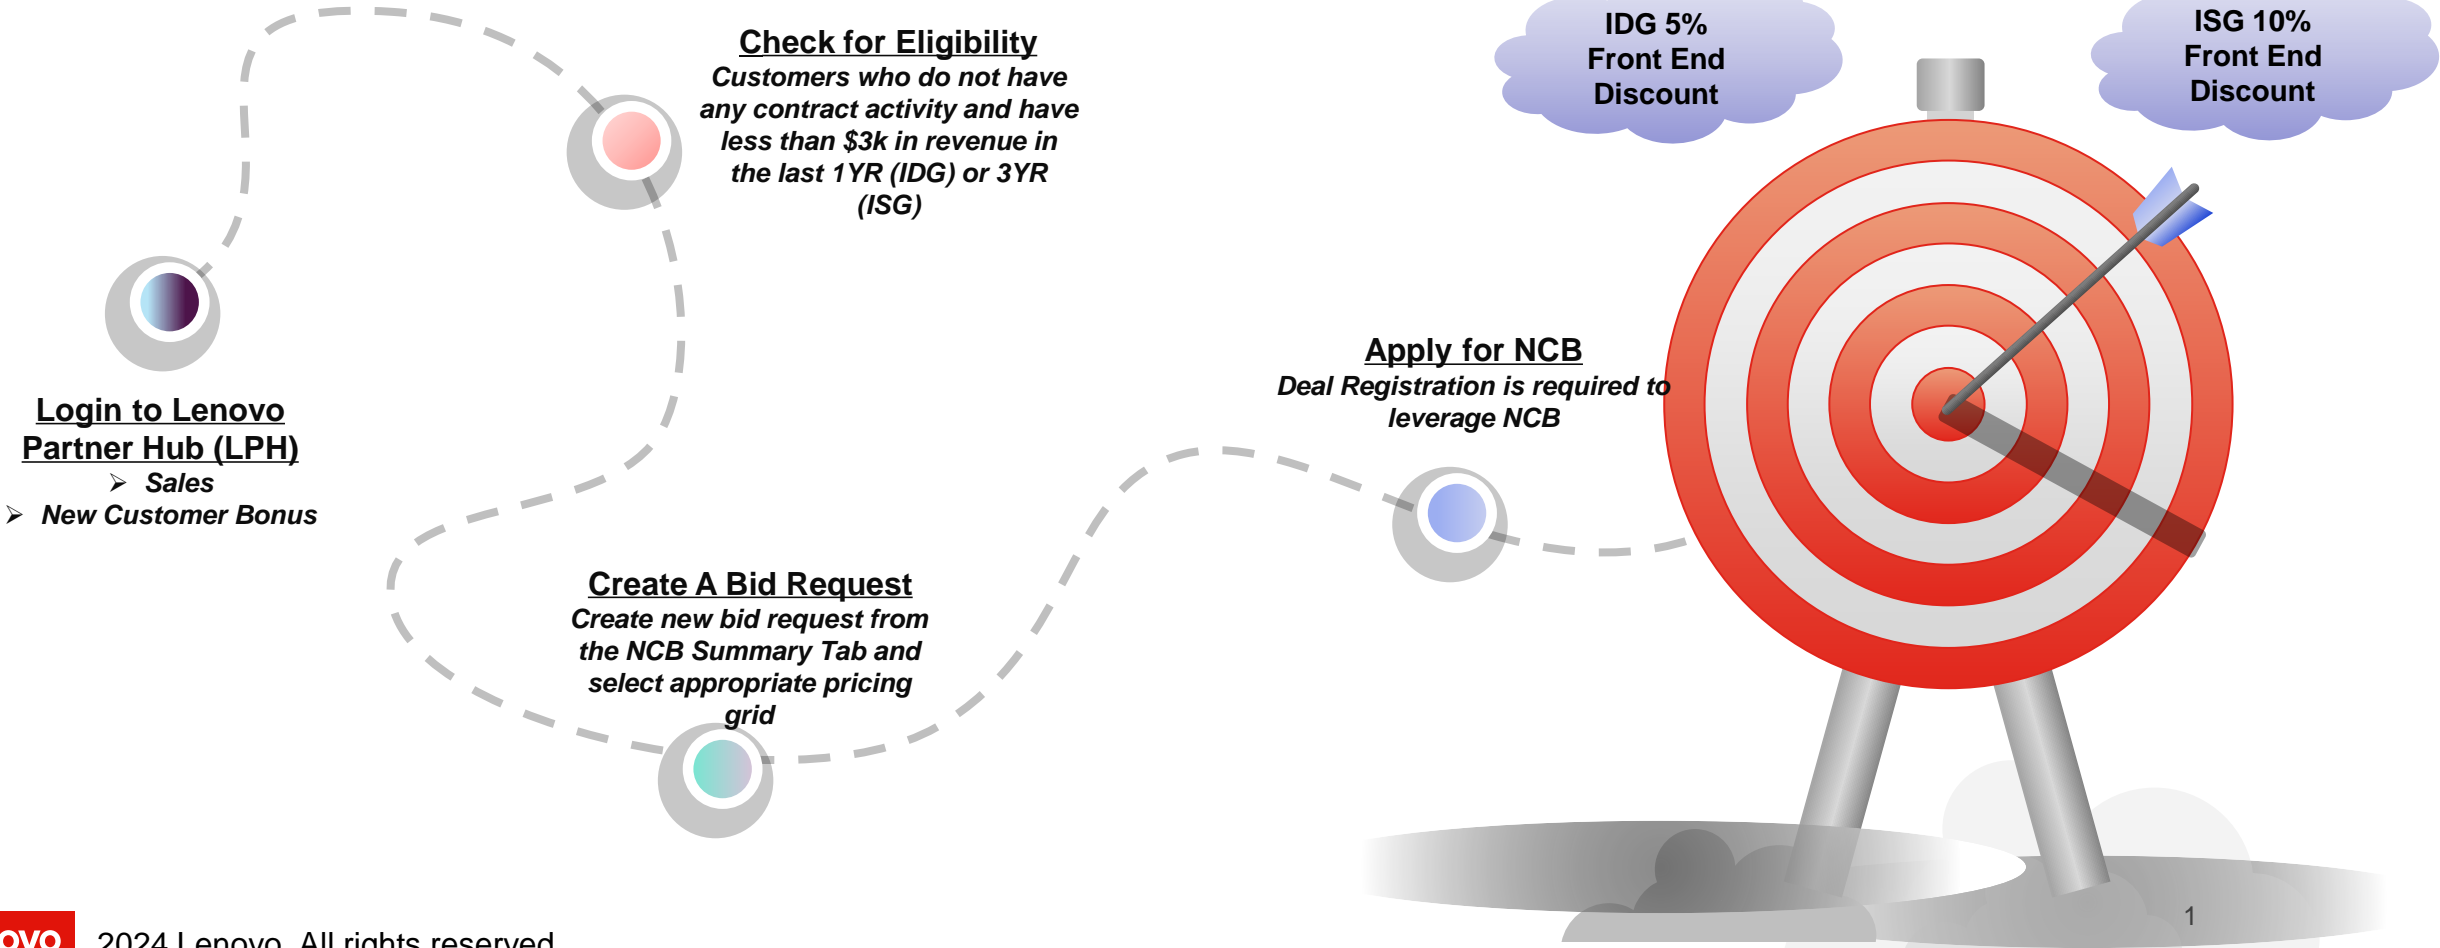 Check for Eligibility
Customers who do not have
any contract activity and have
less than $3k in revenue in
the last 1YR (IDG) or 3YR
(ISG)
IDG 5%
Front End
Discount
ISG 10%
Front End
Discount
Login to Lenovo
Partner Hub (LPH)
➢ Sales
➢ New Customer Bonus
Apply for NCB
Deal Registration is required to
leverage NCB
Create A Bid Request
Create new bid request from
the NCB Summary Tab and
select appropriate pricing
grid
2024 Lenovo. All rights reserved
1